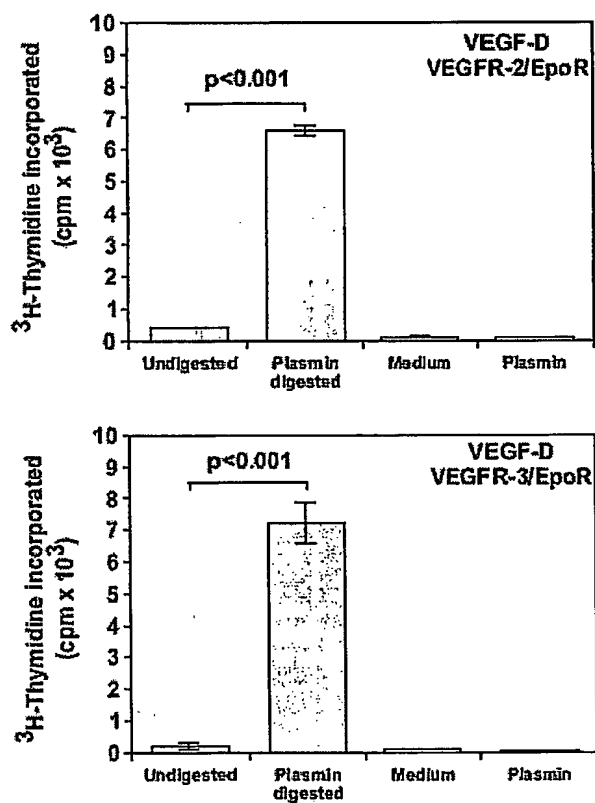 VEGF-D
VEGFR-2/EpoR
p<0.001
³H-Thymidine incorporated
(cpm x 10³)
10
9
8
7
6
5
4
3
2
1
0
Undigested
Plasmin
digested
Medium
Plasmin
VEGF-D
VEGFR-3/EpoR
p<0.001
³H-Thymidine incorporated
(cpm x 10³)
10
9
8
7
6
5
4
3
2
1
0
Undigested
Plasmin
digested
Medium
Plasmin